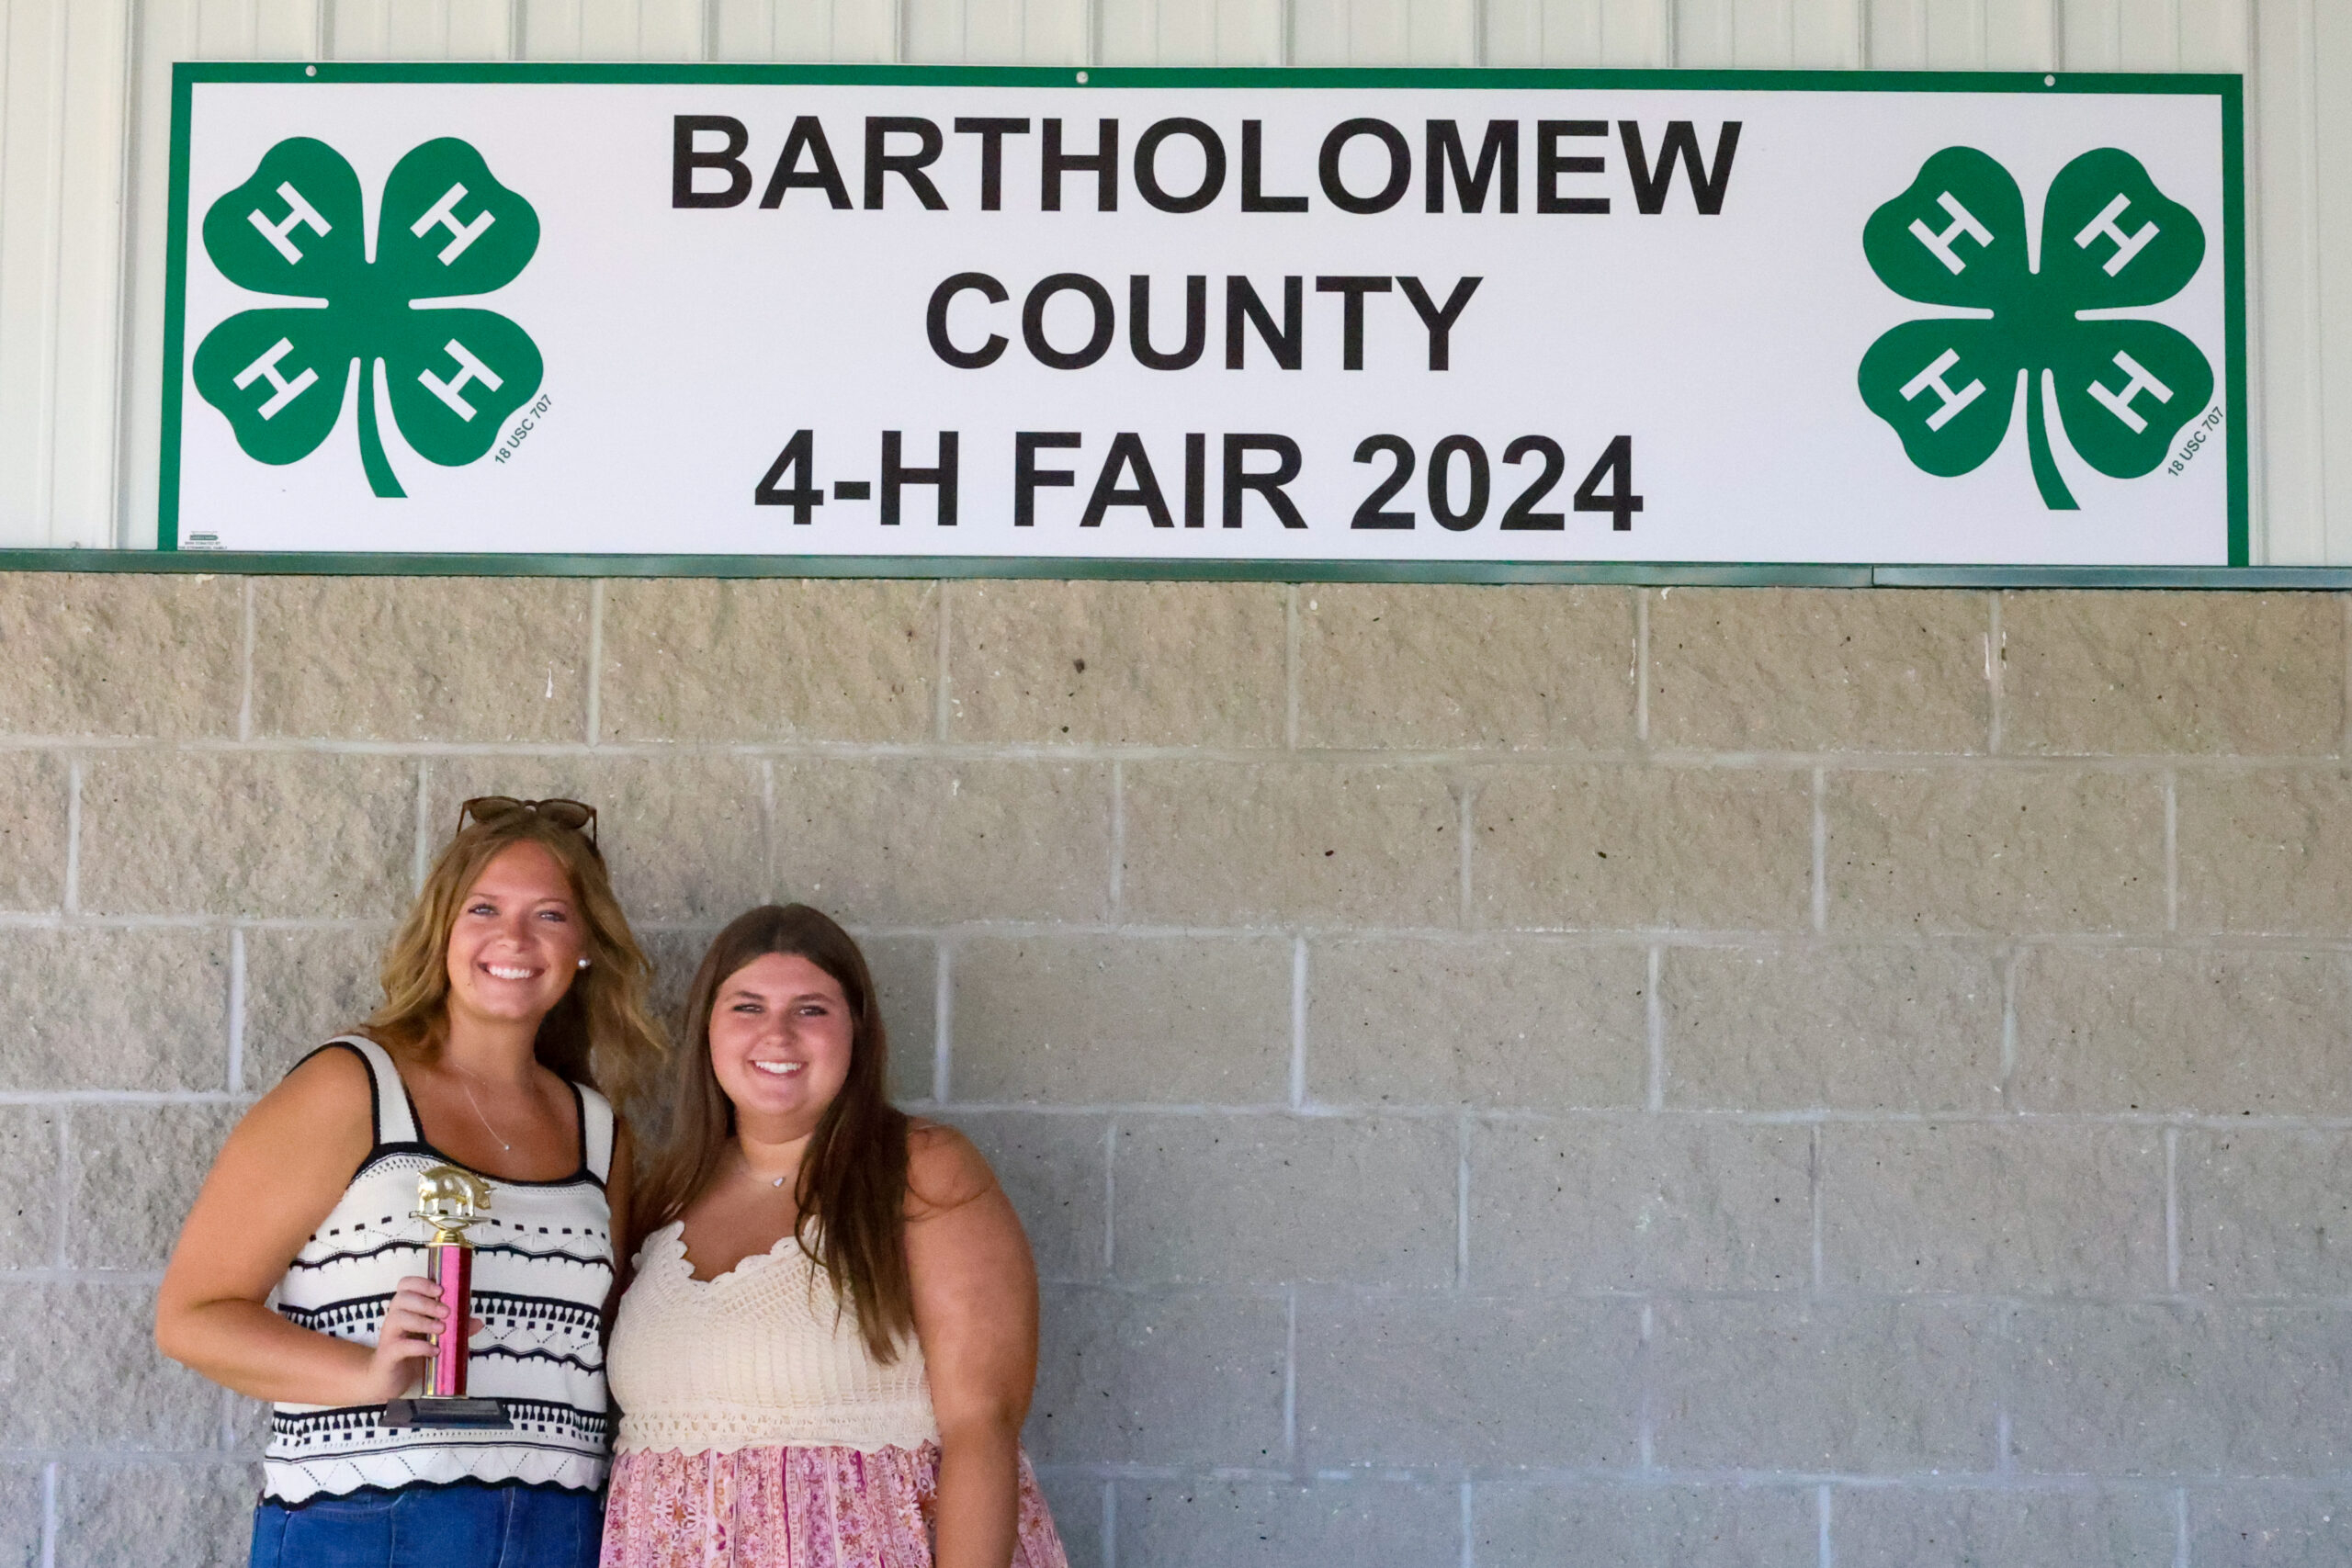 BARTHOLOMEW
COUNTY
4-H FAIR 2024
H H
H H
18 USC 707
H H
H H
18 USC 707